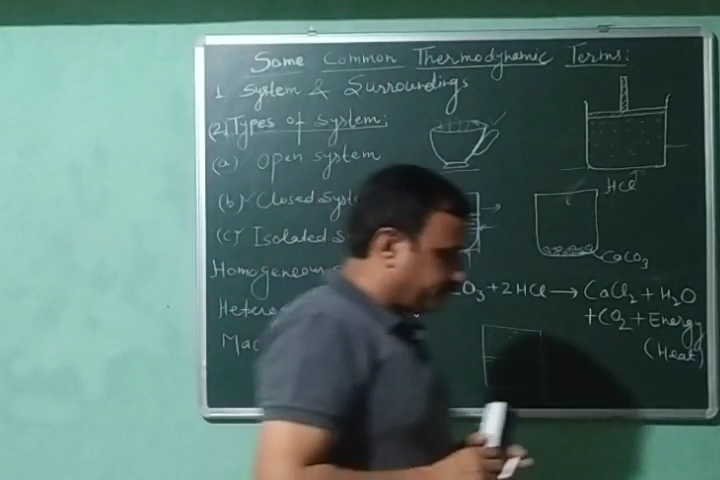 Some Common Thermodynamic Terms:
1 System & Surroundings
(2) Types of System:
(a) Open system
(b) Closed Syst
(c) Isolated S
Homogeneous
Heterog
Mac
HCl↑
CaCO3
O3 + 2HCl → CaCl2 + H2O
+ CO2 + Energy
(Heat)